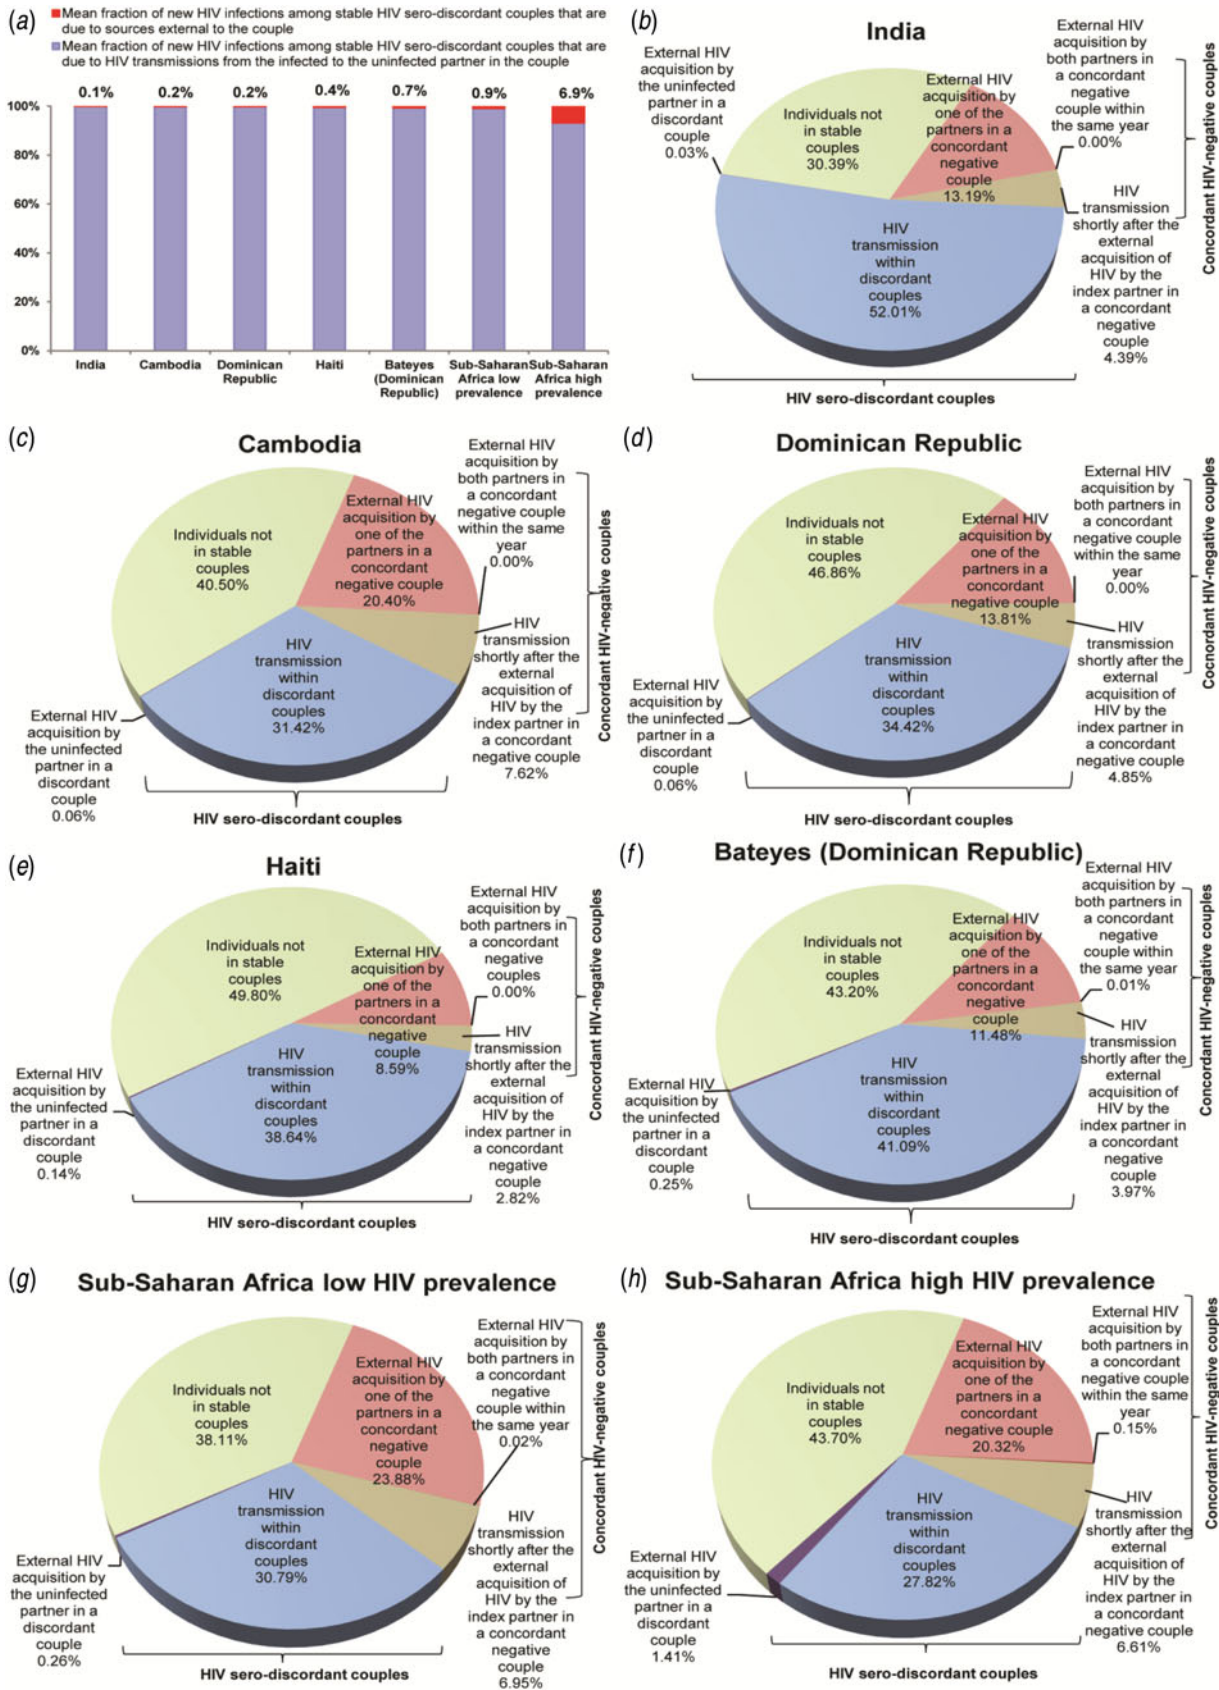 (a)
Mean fraction of new HIV infections among stable HIV sero-discordant couples that are
due to sources external to the couple
Mean fraction of new HIV infections among stable HIV sero-discordant couples that are
due to HIV transmissions from the infected to the uninfected partner in the couple
0.1%
0.2%
0.2%
0.4%
0.7%
0.9%
6.9%
100%
80%
60%
40%
20%
0%
India
Cambodia
Dominican
Republic
Haiti
Bateyes
(Dominican
Republic)
Sub-Saharan
Africa low
prevalence
Sub-Saharan
Africa high
prevalence
(b)
India
External HIV
acquisition by
the uninfected
partner in a
discordant
couple
0.03%
Individuals not
in stable
couples
30.39%
External HIV
acquisition by
one of the
partners in a
concordant
negative
couple
13.19%
External HIV
acquisition by
both partners in
a concordant
negative
couple within
the same year
0.00%
HIV
transmission
shortly after the
external
acquisition of
HIV by the index
partner in a
concordant
negative
couple
4.39%
HIV
transmission
within
discordant
couples
52.01%
Concordant HIV-negative couples
HIV sero-discordant couples
(c)
Cambodia
Individuals not
in stable
couples
40.50%
External HIV
acquisition by
one of the
partners in a
concordant
negative couple
20.40%
External HIV
acquisition by
both partners in
a concordant
negative couple
within the same
year
0.00%
HIV
transmission
shortly after the
external
acquisition of
HIV by the index
partner in a
concordant
negative couple
7.62%
HIV
transmission
within
discordant
couples
31.42%
External HIV
acquisition by
the uninfected
partner in a
discordant
couple
0.06%
Concordant HIV-negative couples
HIV sero-discordant couples
(d)
Dominican Republic
Individuals not
in stable
couples
46.86%
External HIV
acquisition by
one of the
partners in a
concordant
negative couple
13.81%
External HIV
acquisition by
both partners in
a concordant
negative couple
within the same
year
0.00%
HIV
transmission
shortly after the
external
acquisition of
HIV by the
index partner in
a concordant
negative couple
4.85%
HIV
transmission
within
discordant
couples
34.42%
External HIV
acquisition by
the uninfected
partner in a
discordant
couple
0.06%
Cocnordant HIV-negative couples
HIV sero-discordant couples
(e)
Haiti
Individuals not
in stable
couples
49.80%
External HIV
acquisition by
one of the
partners in a
concordant
negative
couple
8.59%
External HIV
acquisition by
both partners in
a concordant
negative
couples
0.00%
HIV
transmission
shortly after the
external
acquisition of
HIV by the index
partner in a
concordant
negative
couple
2.82%
HIV
transmission
within
discordant
couples
38.64%
External HIV
acquisition by
the uninfected
partner in a
discordant
couple
0.14%
Concordant HIV-negative couples
HIV sero-discordant couples
(f)
Bateyes (Dominican Republic)
Individuals not
in stable
couples
43.20%
External HIV
acquisition by
one of the
partners in a
concordant
negative
couple
11.48%
External HIV
acquisition by
both partners in
a concordant
negative
couple within
the same year
0.01%
HIV
transmission
shortly after the
external
acquisition of
HIV by the index
partner in a
concordant
negative
couple
3.97%
HIV
transmission
within
discordant
couples
41.09%
External HIV
acquisition by
the uninfected
partner in a
discordant
couple
0.25%
Concordant HIV-negative couples
HIV sero-discordant couples
(g)
Sub-Saharan Africa low HIV prevalence
Individuals not
in stable
couples
38.11%
External HIV
acquisition by
one of the
partners in a
concordant
negative
couple
23.88%
External HIV
acquisition by
both partners in
a concordant
negative
couple within
the same year
0.02%
HIV
transmission
shortly after the
external
acquisition of
HIV by the
index partner in
a concordant
negative
couple
6.95%
HIV
transmission
within
discordant
couples
30.79%
External HIV
acquisition by
the uninfected
partner in a
discordant
couple
0.26%
Concordant HIV-negative couples
HIV sero-discordant couples
(h)
Sub-Saharan Africa high HIV prevalence
Individuals not
in stable
couples
43.70%
External HIV
acquisition by
one of the
partners in a
concordant
negative couple
20.32%
External HIV
acquisition by
both partners in
a concordant
negative couple
within the same
year
0.15%
HIV
transmission
shortly after the
external
acquisition of
HIV by the
index partner in
a concordant
negative couple
6.61%
HIV
transmission
within
discordant
couples
27.82%
External HIV
acquisition by
the uninfected
partner in a
discordant
couple
1.41%
Concordant HIV-negative couples
HIV sero-discordant couples